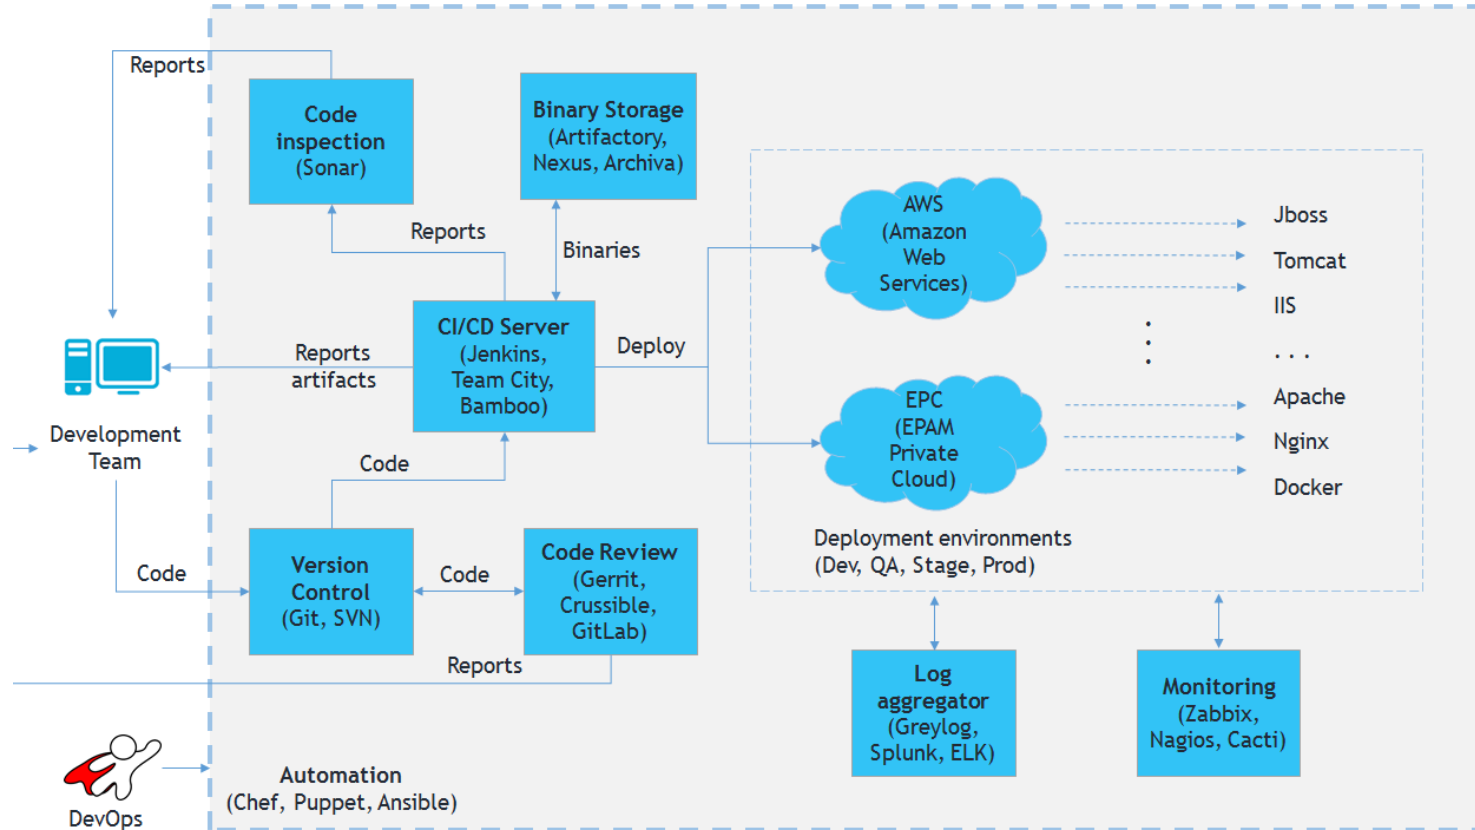 Reports
Code
inspection
(Sonar)
Binary Storage
(Artifactory,
Nexus, Archiva)
Reports
Binaries
AWS
(Amazon
Web
Services)
Jboss
Tomcat
IIS
. . .
Apache
Nginx
Docker
CI/CD Server
(Jenkins,
Team City,
Bamboo)
Deploy
Reports
artifacts
EPC
(EPAM
Private
Cloud)
Development
Team
Code
Deployment environments
(Dev, QA, Stage, Prod)
Code
Version
Control
(Git, SVN)
Code
Code Review
(Gerrit,
Crussible,
GitLab)
Reports
Log
aggregator
(Greylog,
Splunk, ELK)
Monitoring
(Zabbix,
Nagios, Cacti)
Automation
(Chef, Puppet, Ansible)
DevOps